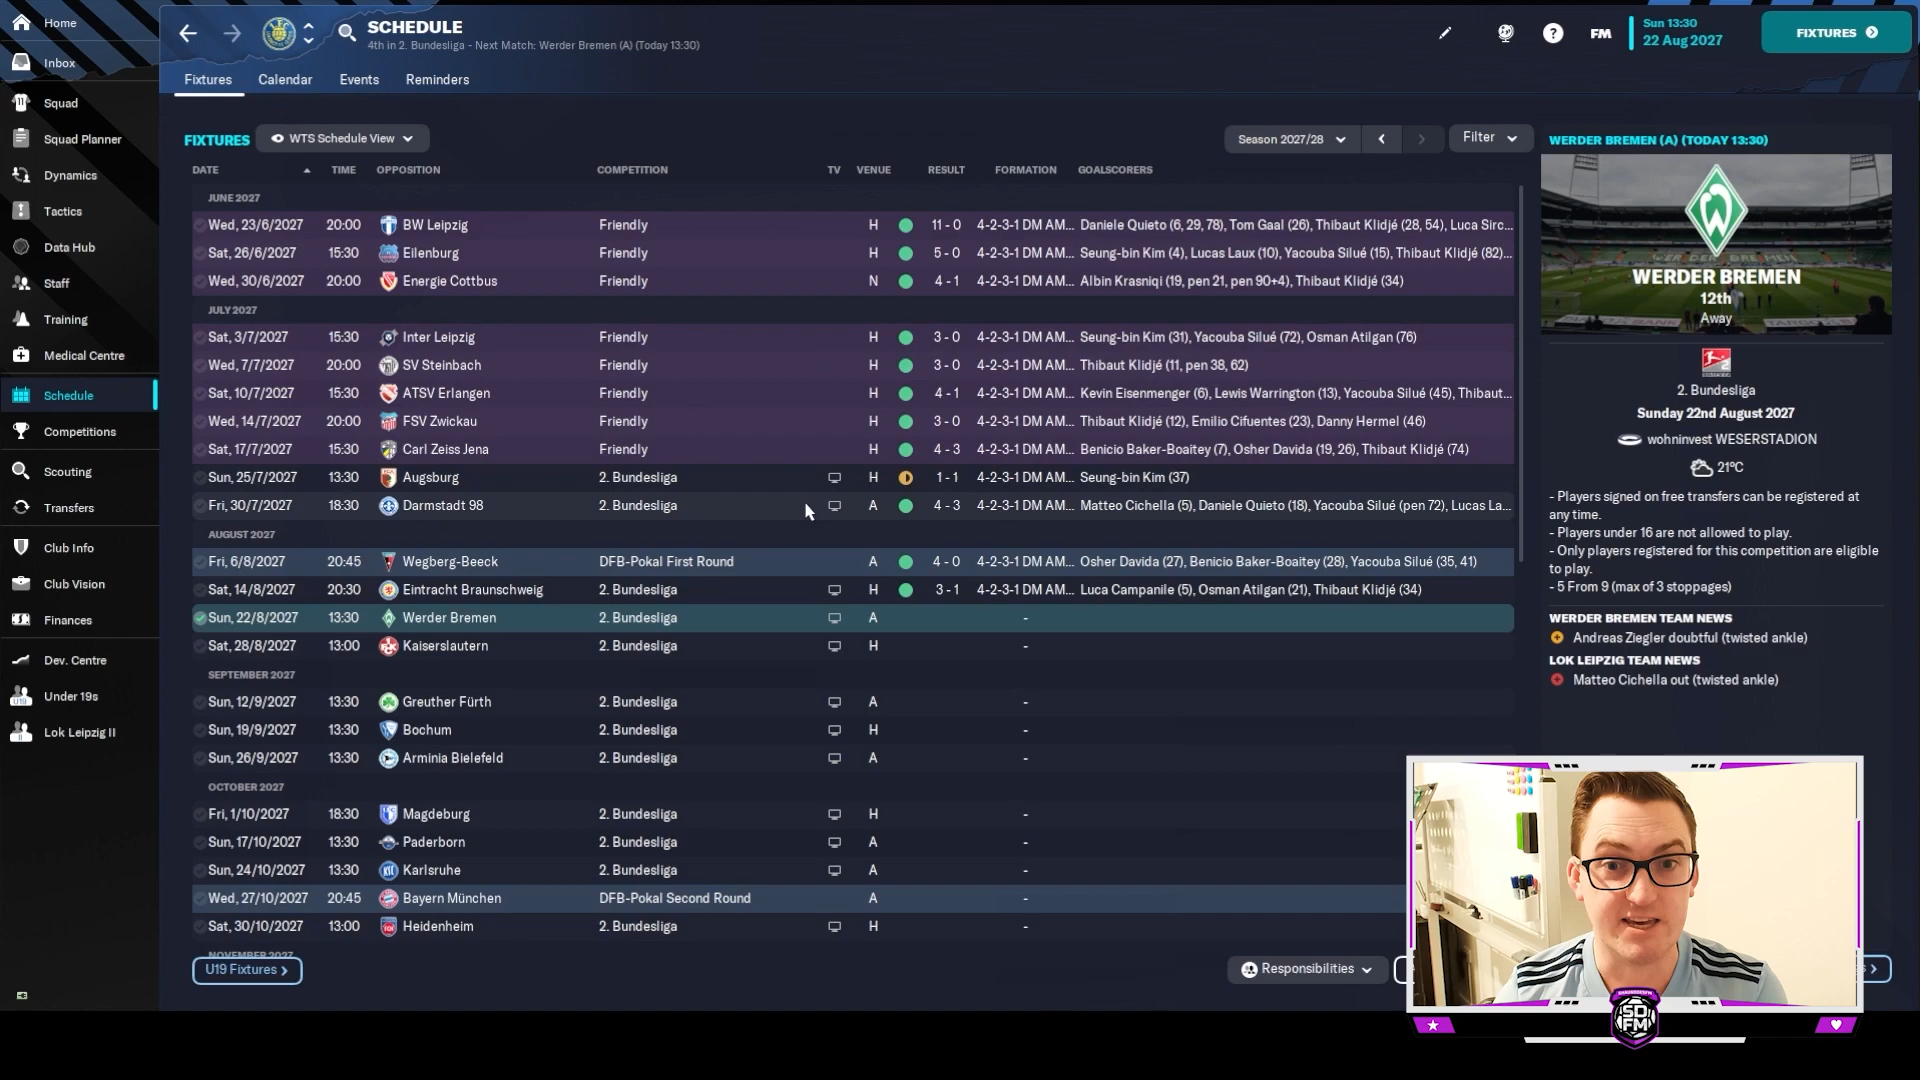 Home
Inbox
Squad
Squad Planner
Dynamics
Tactics
Data Hub
Staff
Training
Medical Centre
Schedule
Competitions
Scouting
Transfers
Club Info
Club Vision
Finances
Dev. Centre
Under 19s
Lok Leipzig II
SCHEDULE
4th in 2. Bundesliga - Next Match: Werder Bremen (A) (Today 13:30)
FM
Sun 13:30
22 Aug 2027
FIXTURES
Fixtures Calendar Events Reminders
FIXTURES WTS Schedule View Season 2027/28 Filter
DATE TIME OPPOSITION COMPETITION TV VENUE RESULT FORMATION GOALSCORERS
JUNE 2027
Wed, 23/6/2027 20:00 BW Leipzig Friendly H 11 - 0 4-2-3-1 DM AM... Daniele Quieto (6, 29, 78), Tom Gaal (26), Thibaut Klidjé (28, 54), Luca Sirc...
Sat, 26/6/2027 15:30 Eilenburg Friendly H 5 - 0 4-2-3-1 DM AM... Seung-bin Kim (4), Lucas Laux (10), Yacouba Silué (15), Thibaut Klidjé (82)...
Wed, 30/6/2027 20:00 Energie Cottbus Friendly N 4 - 1 4-2-3-1 DM AM... Albin Krasniqi (19, pen 21, pen 90+4), Thibaut Klidjé (34)
JULY 2027
Sat, 3/7/2027 15:30 Inter Leipzig Friendly H 3 - 0 4-2-3-1 DM AM... Seung-bin Kim (31), Yacouba Silué (72), Osman Atilgan (76)
Wed, 7/7/2027 20:00 SV Steinbach Friendly H 3 - 0 4-2-3-1 DM AM... Thibaut Klidjé (11, pen 38, 62)
Sat, 10/7/2027 15:30 ATSV Erlangen Friendly H 4 - 1 4-2-3-1 DM AM... Kevin Eisenmenger (6), Lewis Warrington (13), Yacouba Silué (45), Thibaut...
Wed, 14/7/2027 20:00 FSV Zwickau Friendly H 3 - 0 4-2-3-1 DM AM... Thibaut Klidjé (12), Emilio Cifuentes (23), Danny Hermel (46)
Sat, 17/7/2027 15:30 Carl Zeiss Jena Friendly H 4 - 3 4-2-3-1 DM AM... Benicio Baker-Boaitey (7), Osher Davida (19, 26), Thibaut Klidjé (74)
Sun, 25/7/2027 13:30 Augsburg 2. Bundesliga H 1 - 1 4-2-3-1 DM AM... Seung-bin Kim (37)
Fri, 30/7/2027 18:30 Darmstadt 98 2. Bundesliga A 4 - 3 4-2-3-1 DM AM... Matteo Cichella (5), Daniele Quieto (18), Yacouba Silué (pen 72), Lucas La...
AUGUST 2027
Fri, 6/8/2027 20:45 Wegberg-Beeck DFB-Pokal First Round A 4 - 0 4-2-3-1 DM AM... Osher Davida (27), Benicio Baker-Boaitey (28), Yacouba Silué (35, 41)
Sat, 14/8/2027 20:30 Eintracht Braunschweig 2. Bundesliga H 3 - 1 4-2-3-1 DM AM... Luca Campanile (5), Osman Atilgan (21), Thibaut Klidjé (34)
Sun, 22/8/2027 13:30 Werder Bremen 2. Bundesliga A -
Sat, 28/8/2027 13:00 Kaiserslautern 2. Bundesliga H -
SEPTEMBER 2027
Sun, 12/9/2027 13:30 Greuther Fürth 2. Bundesliga A -
Sun, 19/9/2027 13:30 Bochum 2. Bundesliga H -
Sun, 26/9/2027 13:30 Arminia Bielefeld 2. Bundesliga A -
OCTOBER 2027
Fri, 1/10/2027 18:30 Magdeburg 2. Bundesliga H -
Sun, 17/10/2027 13:30 Paderborn 2. Bundesliga A -
Sun, 24/10/2027 13:30 Karlsruhe 2. Bundesliga A -
Wed, 27/10/2027 20:45 Bayern München DFB-Pokal Second Round A -
Sat, 30/10/2027 13:00 Heidenheim 2. Bundesliga H -
NOVEMBER 2027
U19 Fixtures
Responsibilities
WERDER BREMEN (A) (TODAY 13:30)
WERDER BREMEN
12th
Away
2. Bundesliga
Sunday 22nd August 2027
wohninvest WESERSTADION
21°C
- Players signed on free transfers can be registered at
any time.
- Players under 16 are not allowed to play.
- Only players registered for this competition are eligible
to play.
- 5 From 9 (max of 3 stoppages)
WERDER BREMEN TEAM NEWS
Andreas Ziegler doubtful (twisted ankle)
LOK LEIPZIG TEAM NEWS
Matteo Cichella out (twisted ankle)
SD
FM